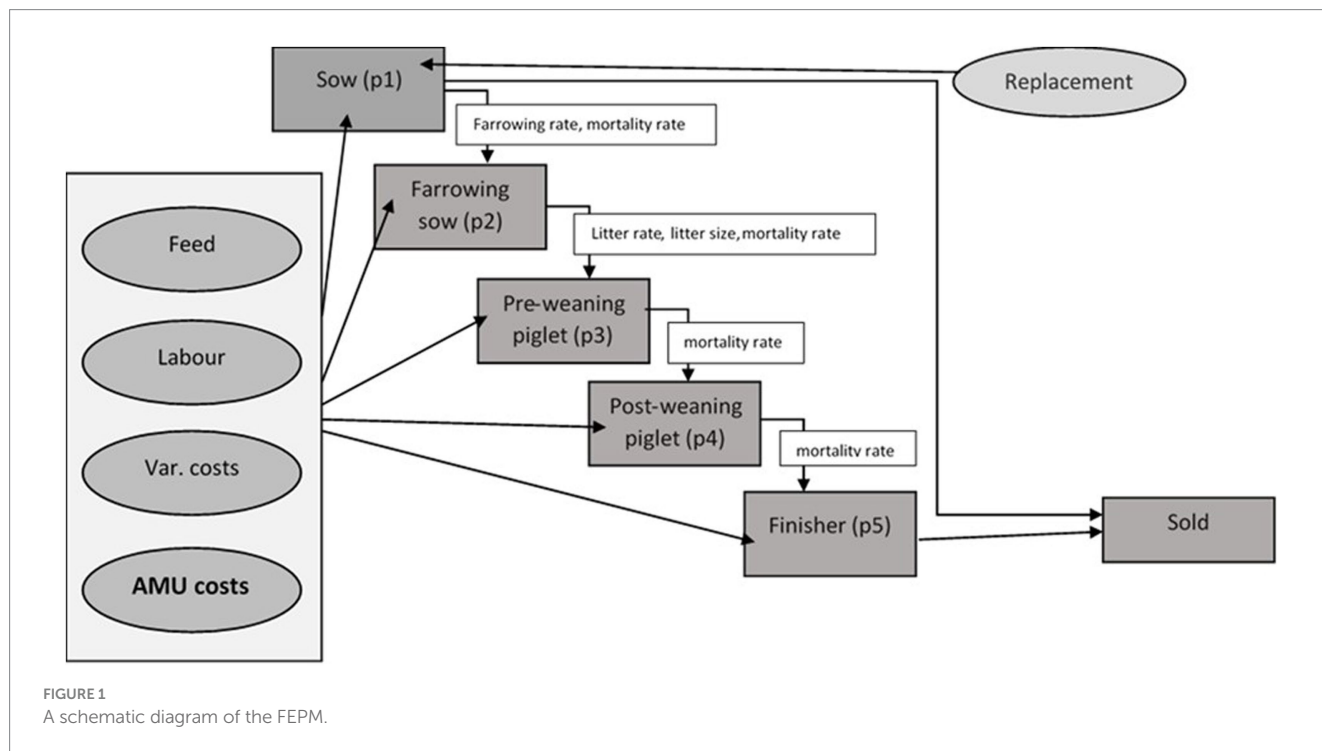 Sow (p1)
Replacement
Farrowing rate, mortality rate
Farrowing
sow (p2)
Feed
Litter rate, litter size, mortality rate
Pre-weaning
piglet (p3)
Labour
mortality rate
Post-weaning
piglet (p4)
Var. costs
mortality rate
Finisher (p5)
Sold
AMU costs
FIGURE 1
A schematic diagram of the FEPM.